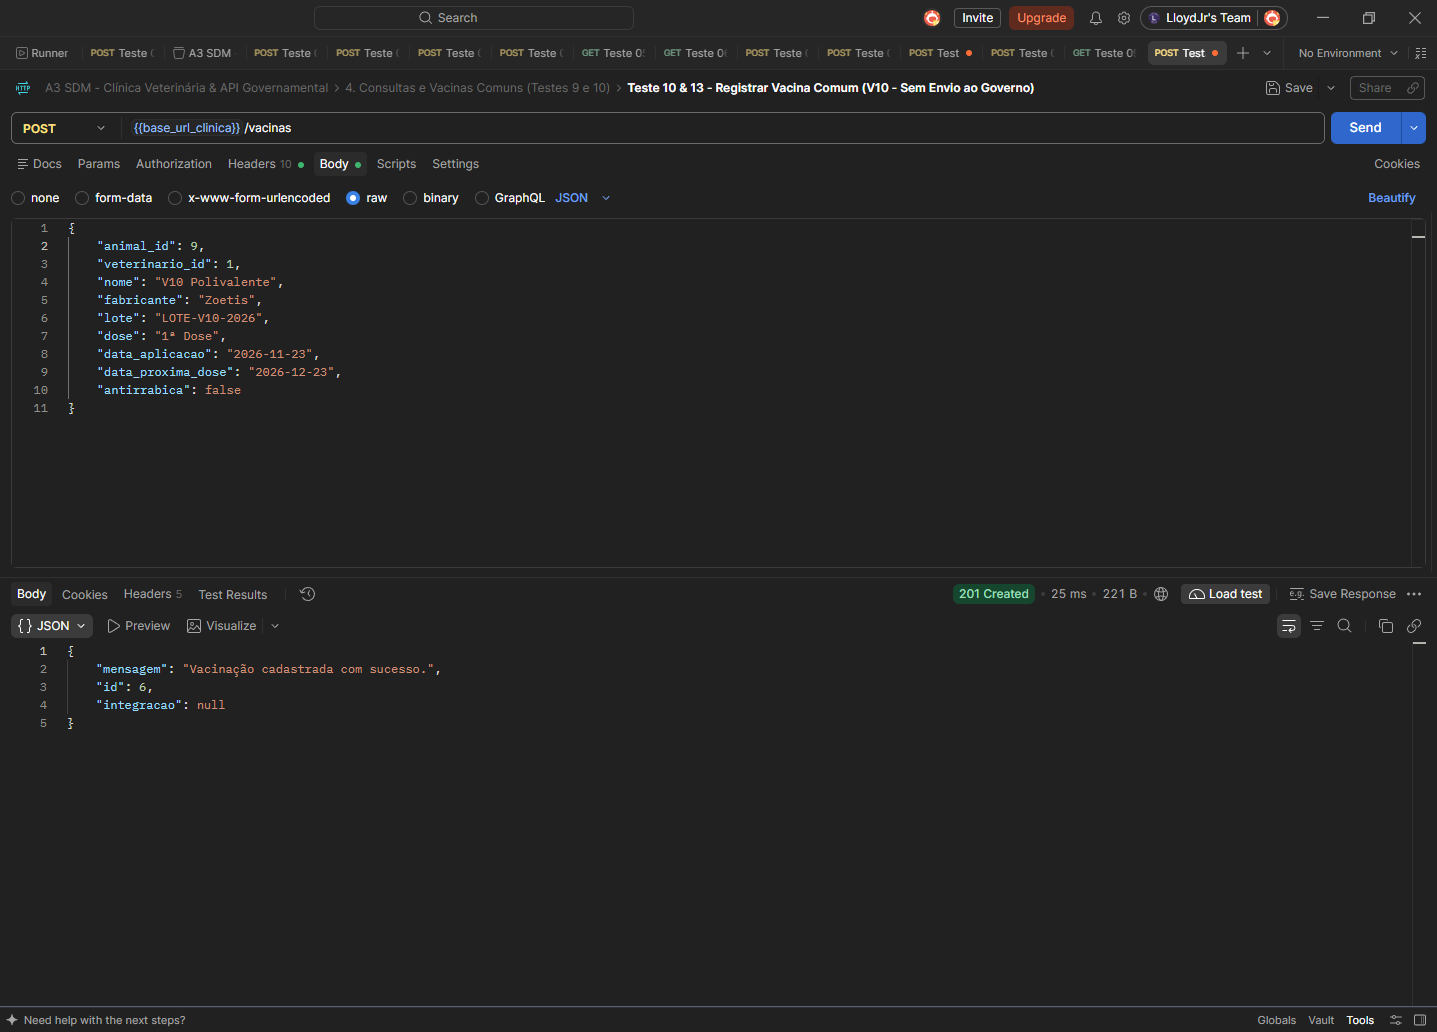 Search
Invite
Upgrade
LloydJr's Team
Runner
POST Teste
A3 SDM
POST Teste
POST Teste
POST Teste
POST Teste
GET Teste 0
GET Teste 0
POST Teste
POST Teste
POST Test
POST Teste
GET Teste 0
POST Test
No Environment
A3 SDM - Clínica Veterinária & API Governamental > 4. Consultas e Vacinas Comuns (Testes 9 e 10) > Teste 10 & 13 - Registrar Vacina Comum (V10 - Sem Envio ao Governo)
Save
Share
POST
{{base_url_clinica}} /vacinas
Send
Docs
Params
Authorization
Headers 10
Body
Scripts
Settings
Cookies
none
form-data
x-www-form-urlencoded
raw
binary
GraphQL
JSON
Beautify
1 {
2 "animal_id": 9,
3 "veterinario_id": 1,
4 "nome": "V10 Polivalente",
5 "fabricante": "Zoetis",
6 "lote": "LOTE-V10-2026",
7 "dose": "1ª Dose",
8 "data_aplicacao": "2026-11-23",
9 "data_proxima_dose": "2026-12-23",
10 "antirrabica": false
11 }
Body
Cookies
Headers 5
Test Results
201 Created
25 ms
221 B
Load test
e.g. Save Response
{} JSON
Preview
Visualize
1 {
2 "mensagem": "Vacinação cadastrada com sucesso.",
3 "id": 6,
4 "integracao": null
5 }
Need help with the next steps?
Globals
Vault
Tools